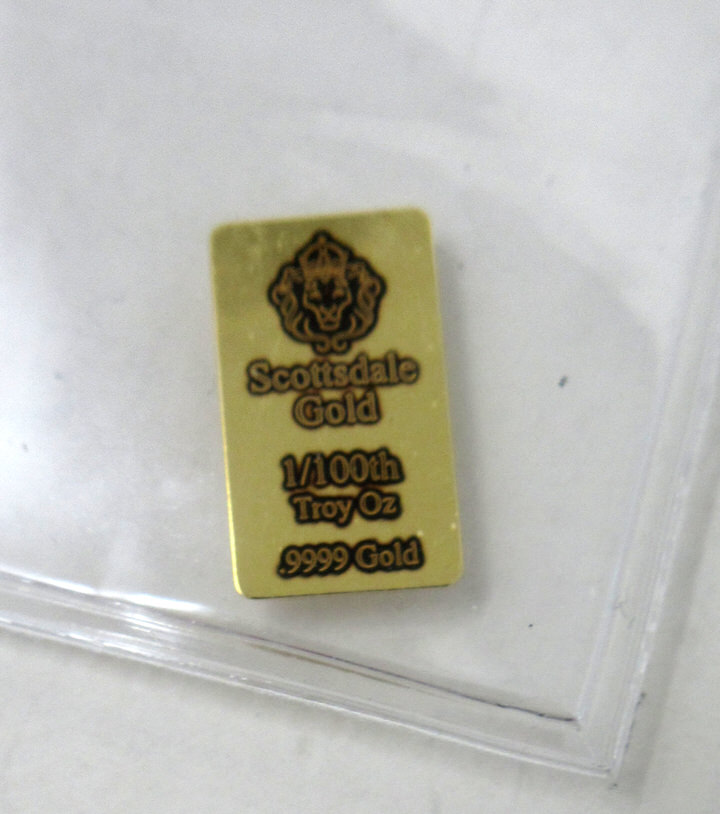 Scottsdale
Gold
1/100th
Troy Oz
.9999 Gold